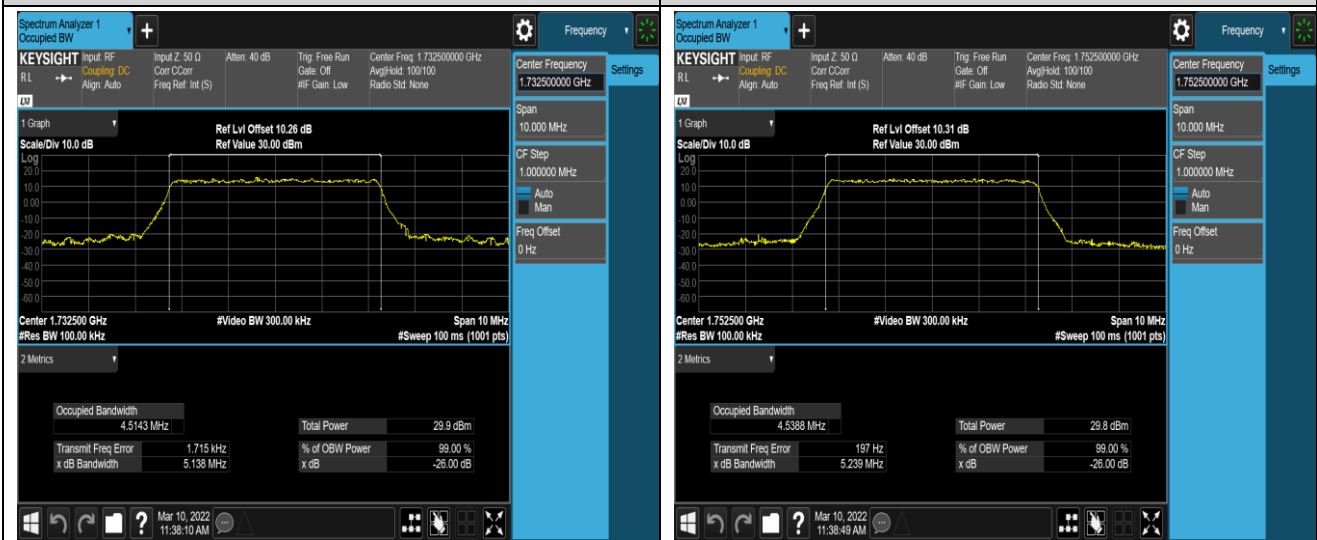 Spectrum Analyzer 1
Occupied BW
+
Frequency
KEYSIGHT Input: RF Input Z: 50 Ω Atten: 40 dB Trig: Free Run Center Freq: 1.732500000 GHz
RL Coupling: DC Corr CCorr Gate: Off Avg|Hold: 100/100
Align: Auto Freq Ref: Int (S) #IF Gain: Low Radio Std: None
LXI
Center Frequency
1.732500000 GHz
Settings
Span
10.000 MHz
CF Step
1.000000 MHz
Auto
Man
Freq Offset
0 Hz
1 Graph
Ref Lvl Offset 10.26 dB
Scale/Div 10.0 dB Ref Value 30.00 dBm
Log
20.0
10.0
0.00
-10.0
-20.0
-30.0
-40.0
-50.0
-60.0
Center 1.732500 GHz #Video BW 300.00 kHz Span 10 MHz
#Res BW 100.00 kHz #Sweep 100 ms (1001 pts)
2 Metrics
Occupied Bandwidth
4.5143 MHz Total Power 29.9 dBm
Transmit Freq Error 1.715 kHz % of OBW Power 99.00 %
x dB Bandwidth 5.138 MHz x dB -26.00 dB
? Mar 10, 2022
11:38:10 AM
Spectrum Analyzer 1
Occupied BW
+
Frequency
KEYSIGHT Input: RF Input Z: 50 Ω Atten: 40 dB Trig: Free Run Center Freq: 1.752500000 GHz
RL Coupling: DC Corr CCorr Gate: Off Avg|Hold: 100/100
Align: Auto Freq Ref: Int (S) #IF Gain: Low Radio Std: None
LXI
Center Frequency
1.752500000 GHz
Settings
Span
10.000 MHz
CF Step
1.000000 MHz
Auto
Man
Freq Offset
0 Hz
1 Graph
Ref Lvl Offset 10.31 dB
Scale/Div 10.0 dB Ref Value 30.00 dBm
Log
20.0
10.0
0.00
-10.0
-20.0
-30.0
-40.0
-50.0
-60.0
Center 1.752500 GHz #Video BW 300.00 kHz Span 10 MHz
#Res BW 100.00 kHz #Sweep 100 ms (1001 pts)
2 Metrics
Occupied Bandwidth
4.5388 MHz Total Power 29.8 dBm
Transmit Freq Error 197 Hz % of OBW Power 99.00 %
x dB Bandwidth 5.239 MHz x dB -26.00 dB
? Mar 10, 2022
11:38:49 AM